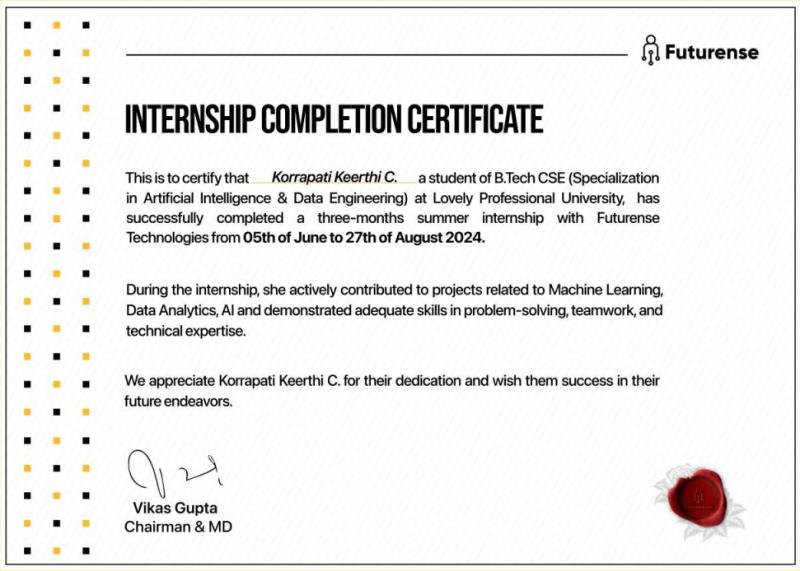 Futurense
INTERNSHIP COMPLETION CERTIFICATE
This is to certify that Korrapati Keerthi C. a student of B.Tech CSE (Specialization
in Artificial Intelligence & Data Engineering) at Lovely Professional University, has
successfully completed a three-months summer internship with Futurense
Technologies from 05th of June to 27th of August 2024.
During the internship, she actively contributed to projects related to Machine Learning,
Data Analytics, AI and demonstrated adequate skills in problem-solving, teamwork, and
technical expertise.
We appreciate Korrapati Keerthi C. for their dedication and wish them success in their
future endeavors.
Vikas Gupta
Chairman & MD
Futurense